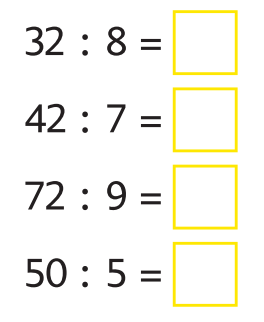 32 : 8 =
42 : 7 =
72 : 9 =
50 : 5 =